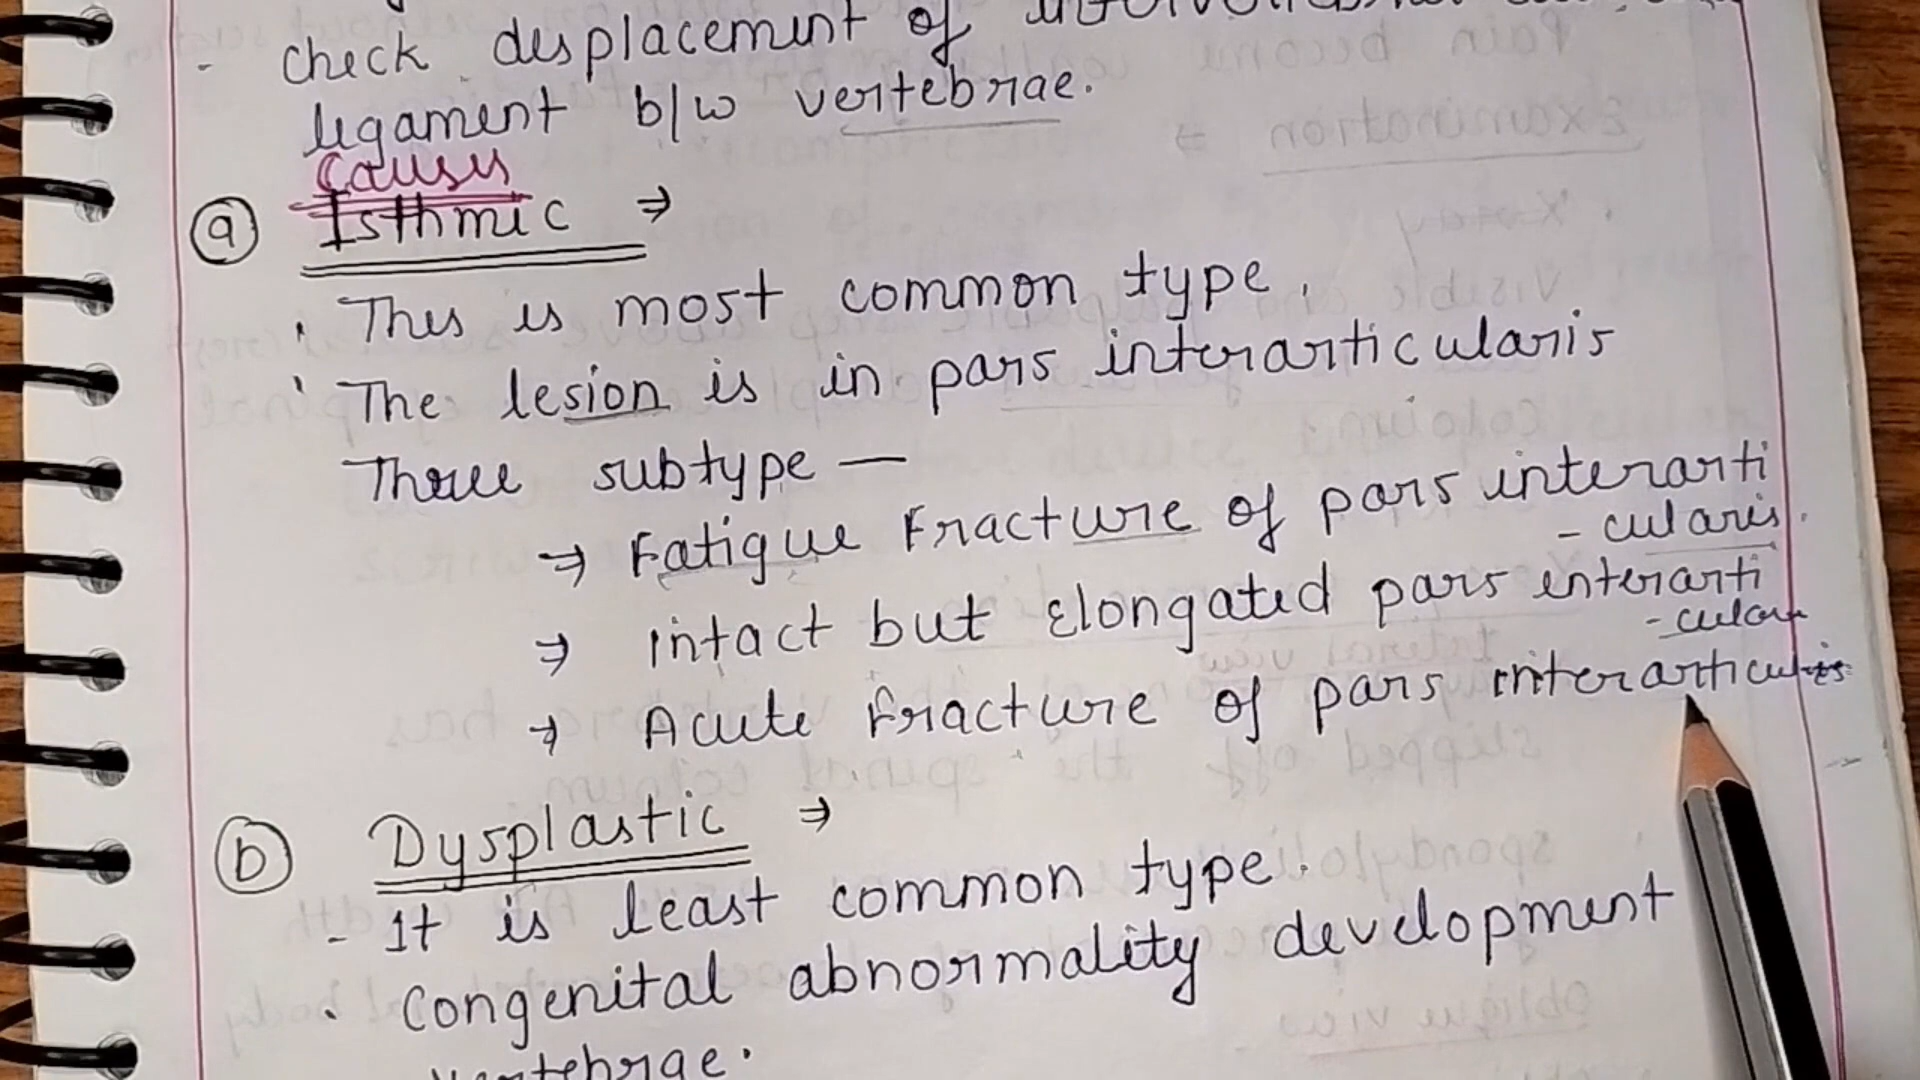 - check displacement of
ligament b/w vertebrae.
Causes
(a) Isthmic ⇒
. This is most common type.
. The lesion is in pars interarticularis
Three subtype —
⇒ Fatigue Fracture of pars interarti
- cularis.
⇒ intact but Elongated pars interarti
- cularis
⇒ Acute fracture of pars interarticularis
(b) Dysplastic ⇒
- It is least common type.
. Congenital abnormality development
vertebrae.